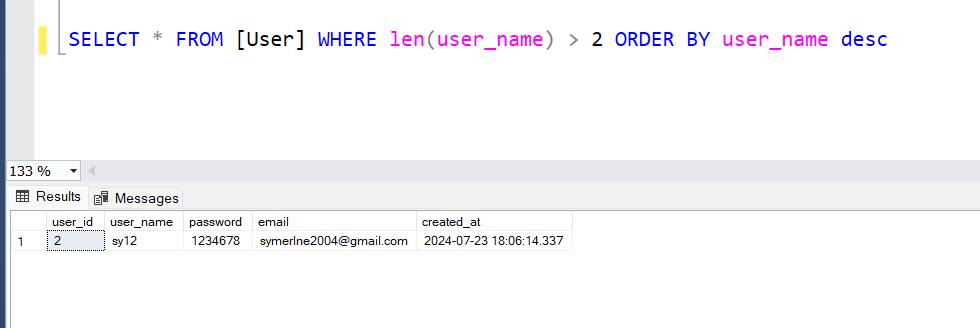 SELECT * FROM [User] WHERE len(user_name) > 2 ORDER BY user_name desc
133 %
Results Messages
user_id user_name password email created_at
1 2 sy12 1234678 symerlne2004@gmail.com 2024-07-23 18:06:14.337